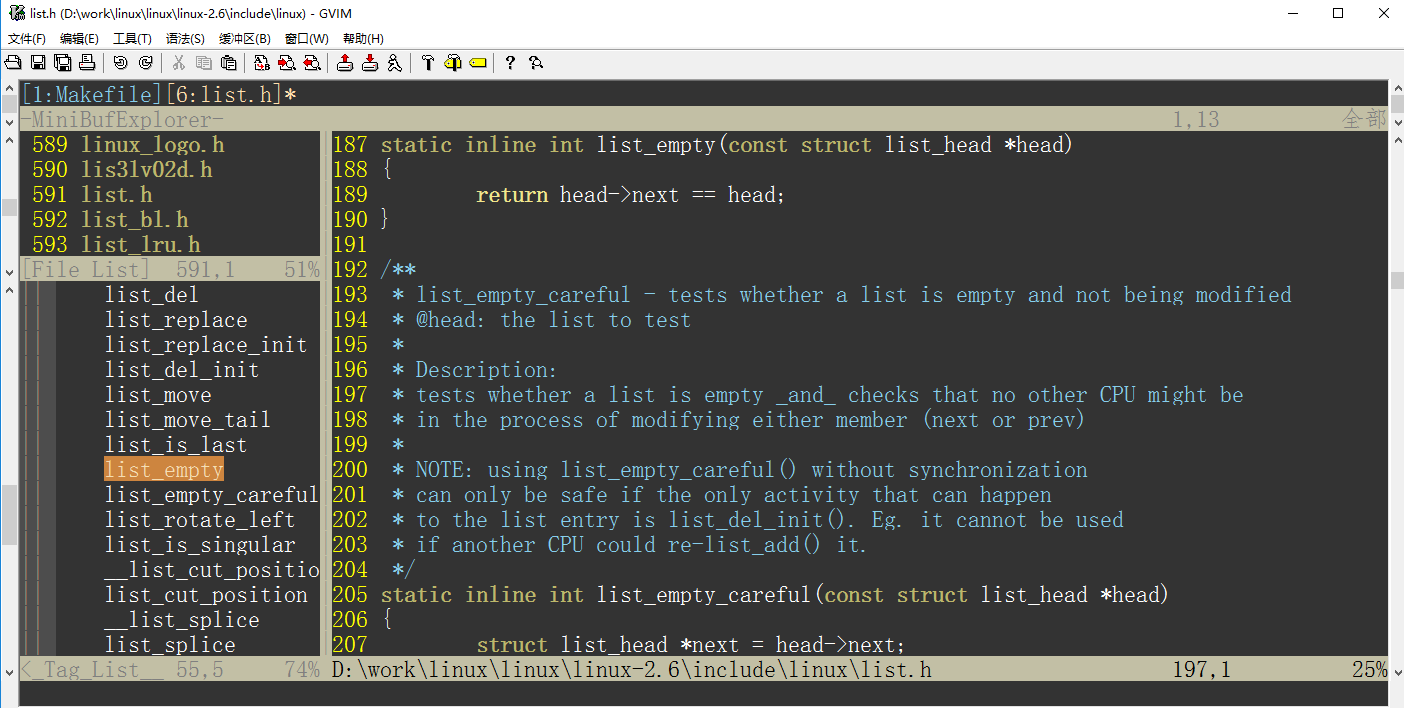 list.h (D:\work\linux\linux\linux-2.6\include\linux) - GVIM
文件(F) 编辑(E) 工具(T) 语法(S) 缓冲区(B) 窗口(W) 帮助(H)
[1:Makefile][6:list.h]*
-MiniBufExplorer- 1,13 全部
589 linux_logo.h
590 lis3lv02d.h
591 list.h
592 list_bl.h
593 list_lru.h
[File List] 591,1 51%
list_del
list_replace
list_replace_init
list_del_init
list_move
list_move_tail
list_is_last
list_empty
list_empty_careful
list_rotate_left
list_is_singular
__list_cut_positio
list_cut_position
__list_splice
list_splice
<_Tag_List__ 55,5 74%
187 static inline int list_empty(const struct list_head *head)
188 {
189 return head->next == head;
190 }
191
192 /**
193 * list_empty_careful - tests whether a list is empty and not being modified
194 * @head: the list to test
195 *
196 * Description:
197 * tests whether a list is empty _and_ checks that no other CPU might be
198 * in the process of modifying either member (next or prev)
199 *
200 * NOTE: using list_empty_careful() without synchronization
201 * can only be safe if the only activity that can happen
202 * to the list entry is list_del_init(). Eg. it cannot be used
203 * if another CPU could re-list_add() it.
204 */
205 static inline int list_empty_careful(const struct list_head *head)
206 {
207 struct list_head *next = head->next;
D:\work\linux\linux\linux-2.6\include\linux\list.h 197,1 25%